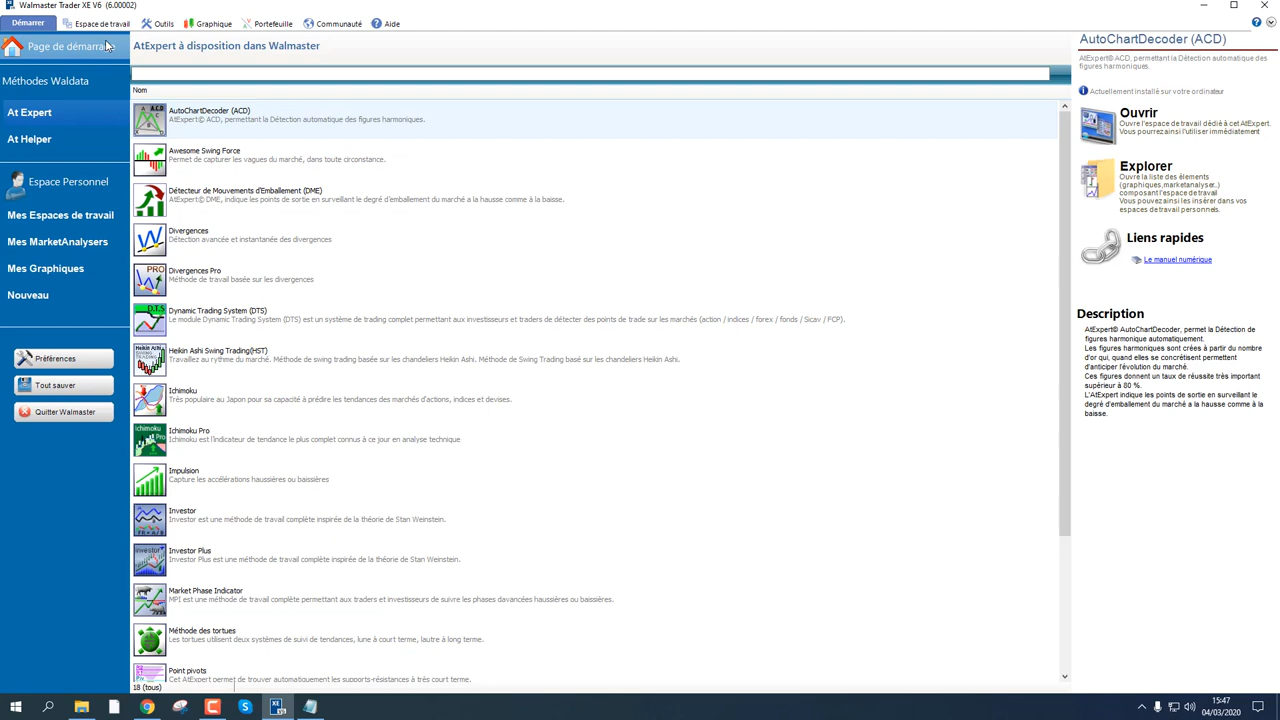 Walmaster Trader XE V6 (6.00002)
Démarrer
Espace de travail
Outils
Graphique
Portefeuille
Communauté
Aide
Page de démarra
Méthodes Waldata
At Expert
At Helper
Espace Personnel
Mes Espaces de travail
Mes MarketAnalysers
Mes Graphiques
Nouveau
Préférences
Tout sauver
Quitter Walmaster
AtExpert à disposition dans Walmaster
Nom
AutoChartDecoder (ACD)
AtExpert© ACD, permettant la Détection automatique des figures harmoniques.
Awesome Swing Force
Permet de capturer les vagues du marché, dans toute circonstance.
Détecteur de Mouvements d'Emballement (DME)
AtExpert© DME, indique les points de sortie en surveillant le degré d'emballement du marché a la hausse comme à la baisse.
Divergences
Détection avancée et instantanée des divergences
Divergences Pro
Méthode de travail basée sur les divergences
Dynamic Trading System (DTS)
Le module Dynamic Trading System (DTS) est un système de trading complet permettant aux investisseurs et traders de détecter des points de trade sur les marchés (action / indices / forex / fonds / Sicav / FCP).
Heikin Ashi Swing Trading(HST)
Travaillez au rythme du marché. Méthode de swing trading basée sur les chandeliers Heikin Ashi. Méthode de Swing Trading basé sur les chandeliers Heikin Ashi.
Ichimoku
Très populaire au Japon pour sa capacité à prédire les tendances des marchés d'actions, indices et devises.
Ichimoku Pro
Ichimoku est l'indicateur de tendance le plus complet connus à ce jour en analyse technique
Impulsion
Capture les accélérations haussières ou baissières
Investor
Investor est une méthode de travail complète inspirée de la théorie de Stan Weinstein.
Investor Plus
Investor Plus est une méthode de travail complète inspirée de la théorie de Stan Weinstein.
Market Phase Indicator
MPI est une méthode de travail complète permettant aux traders et investisseurs de suivre les phases davancées haussières ou baissières.
Méthode des tortues
Les tortues utilisent deux systèmes de suivi de tendances, lune à court terme, lautre à long terme.
Point pivots
Cet AtExpert permet de trouver automatiquement les supports-résistances à très court terme.
18 (tous)
AutoChartDecoder (ACD)
AtExpert© ACD, permettant la Détection automatique des
figures harmoniques.
Actuellement installé sur votre ordinateur
Ouvrir
Ouvre l'espace de travail dédié à cet AtExpert.
Vous pourrez ainsi l'utiliser immédiatement
Explorer
Ouvre la liste des élements
(graphiques,marketanalyser..)
composant l'espace de travail
Vous pouvez ainsi les insérer dans vos
espaces de travail personnels.
Liens rapides
Le manuel numérique
Description
AtExpert© AutoChartDecoder, permet la Détection de
figures harmonique automatiquement.
Les figures harmoniques sont crées à partir du nombre
d'or qui, quand elles se concrétisent permettent
d'anticiper l'évolution du marché.
Ces figures donnent un taux de réussite très important
supérieur à 80 %.
L'AtExpert indique les points de sortie en surveillant le
degré d'emballement du marché a la hausse comme à la
baisse.
15:47
04/03/2020